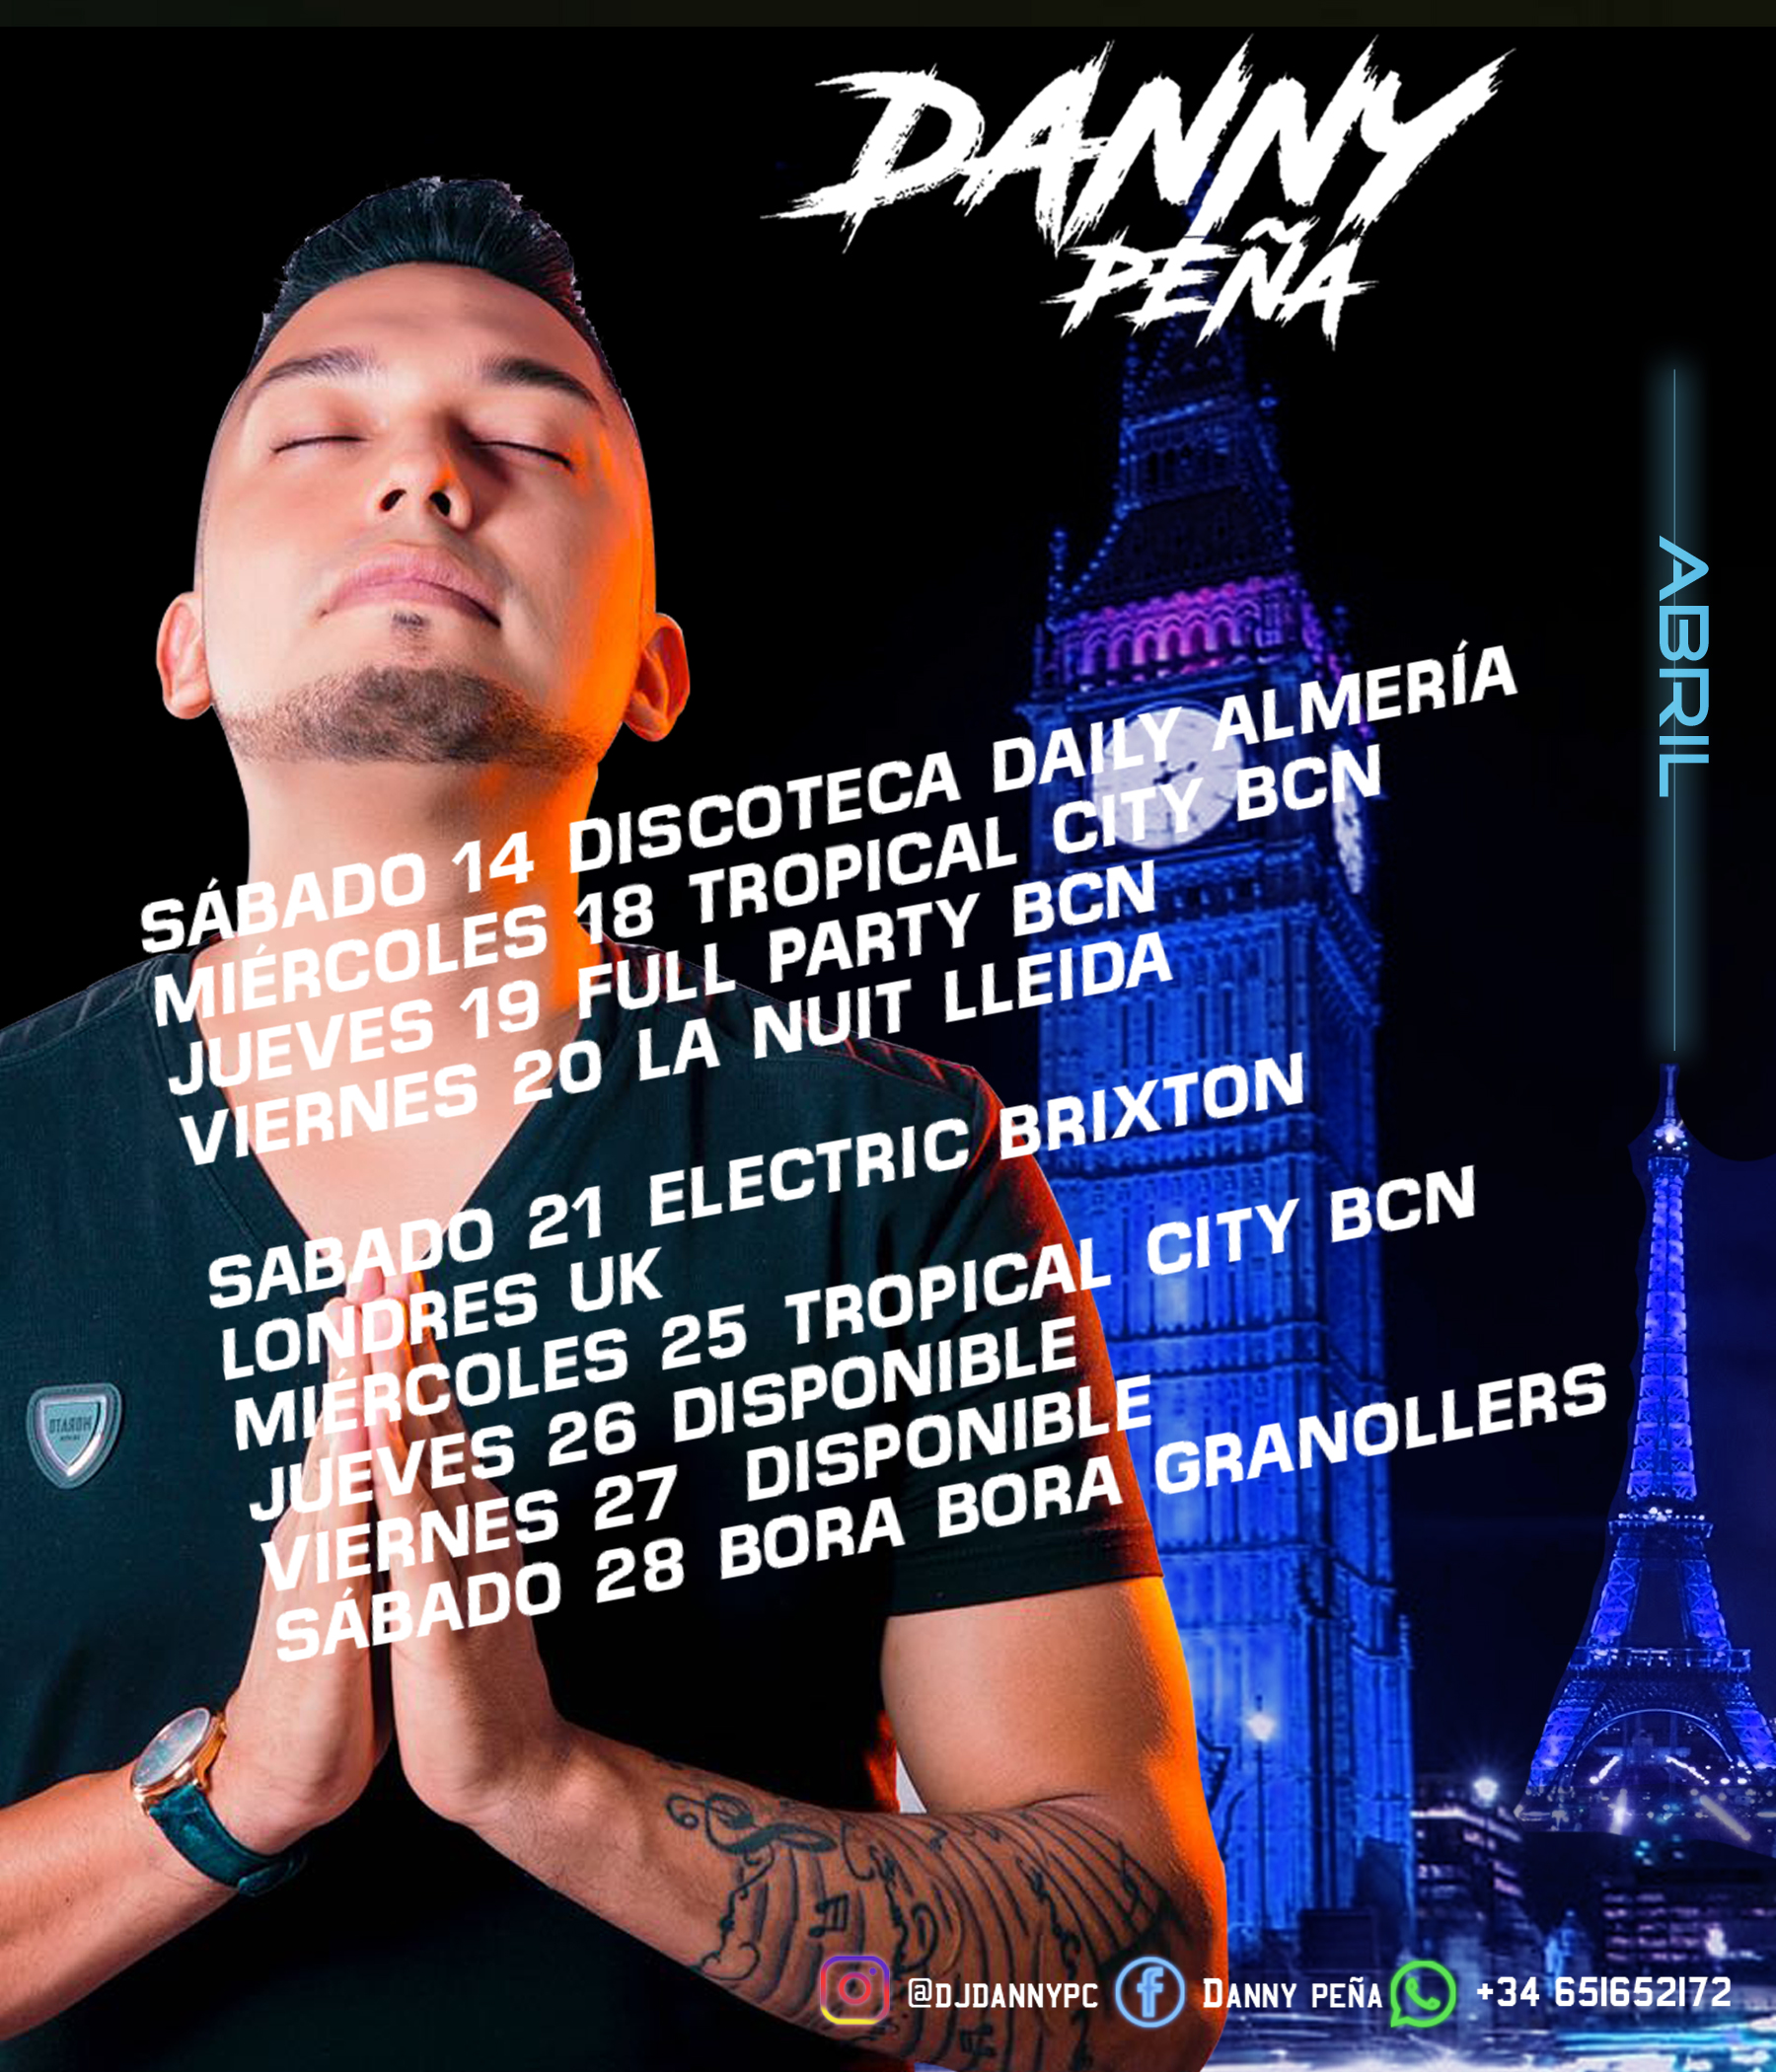 DANNY
PEÑA
ABRIL
SÁBADO 14 DISCOTECA DAILY ALMERÍA
MIÉRCOLES 18 TROPICAL CITY BCN
JUEVES 19 FULL PARTY BCN
VIERNES 20 LA NUIT LLEIDA
SABADO 21 ELECTRIC BRIXTON
LONDRES UK
MIÉRCOLES 25 TROPICAL CITY BCN
JUEVES 26 DISPONIBLE
VIERNES 27 DISPONIBLE
SÁBADO 28 BORA BORA GRANOLLERS
@DJDANNYPC DANNY PEÑA +34 651652172